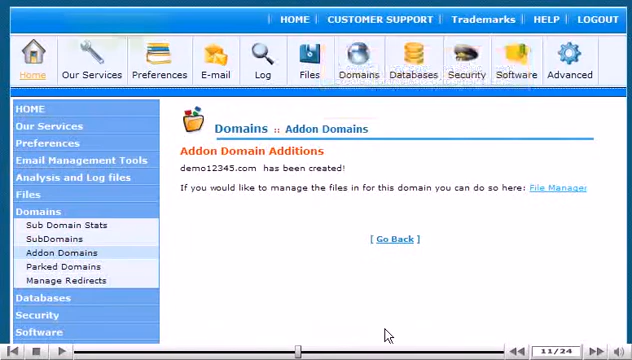 HOME CUSTOMER SUPPORT Trademarks HELP LOGOUT
Home Our Services Preferences E-mail Log Files Domains Databases Security Software Advanced
HOME
Our Services
Preferences
Email Management Tools
Analysis and Log files
Files
Domains
Sub Domain Stats
SubDomains
Addon Domains
Parked Domains
Manage Redirects
Databases
Security
Software
Domains :: Addon Domains
Addon Domain Additions
demo12345.com has been created!
If you would like to manage the files in for this domain you can do so here: File Manager
[ Go Back ]
11/24